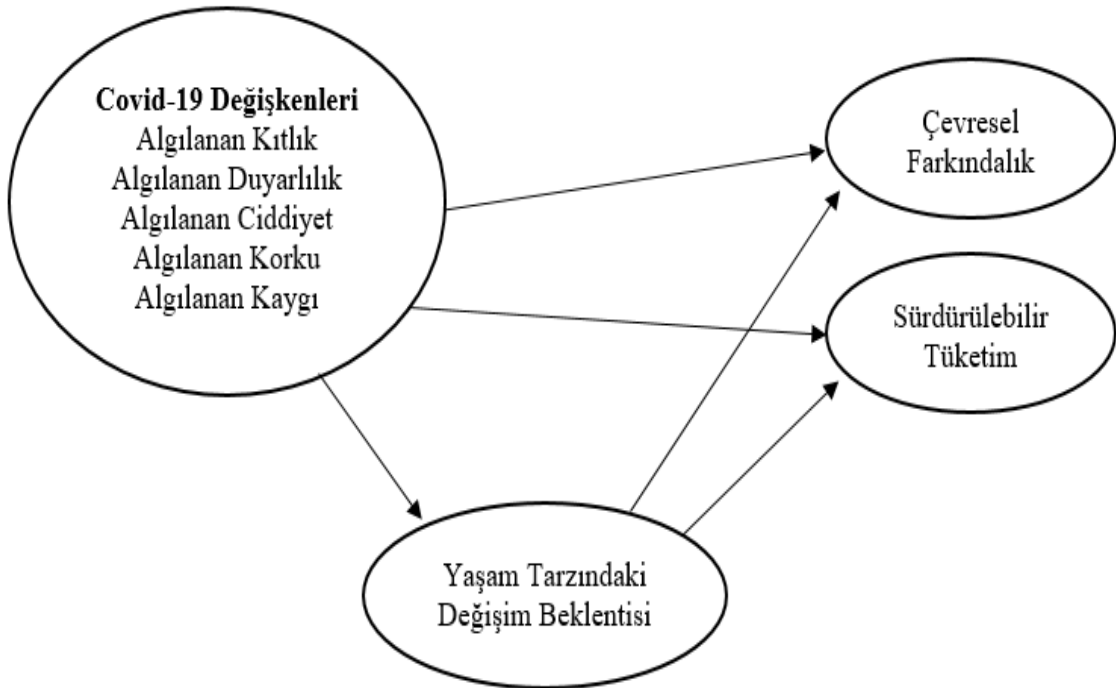 Covid-19 Değişkenleri
Algılanan Kıtlık
Algılanan Duyarlılık
Algılanan Ciddiyet
Algılanan Korku
Algılanan Kaygı
Çevresel
Farkındalık
Sürdürülebilir
Tüketim
Yaşam Tarzındaki
Değişim Beklentisi